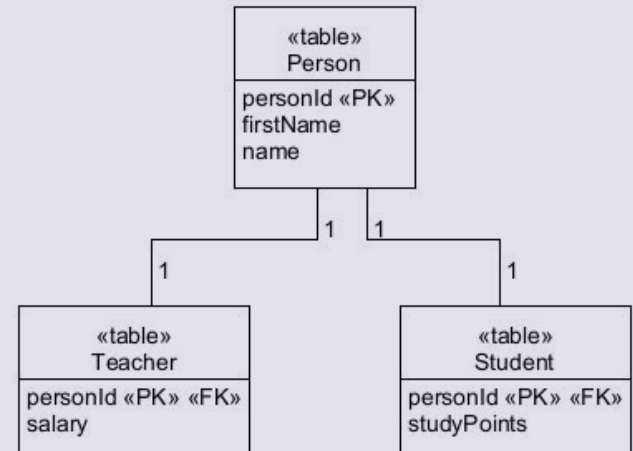 «table»
Person
personId «PK»
firstName
name
1
1
1
1
«table»
Teacher
personId «PK» «FK»
salary
«table»
Student
personId «PK» «FK»
studyPoints